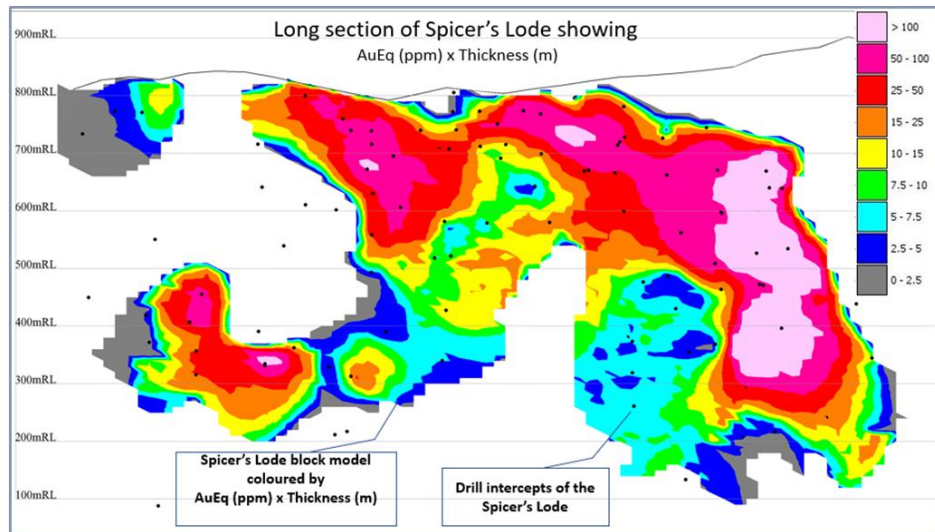 Long section of Spicer's Lode showing
AuEq (ppm) x Thickness (m)
900mRL
800mRL
700mRL
600mRL
500mRL
400mRL
300mRL
200mRL
100mRL
> 100
50 - 100
25 - 50
15 - 25
10 - 15
7.5 - 10
5 - 7.5
2.5 - 5
0 - 2.5
Spicer's Lode block model
coloured by
AuEq (ppm) x Thickness (m)
Drill intercepts of the
Spicer's Lode